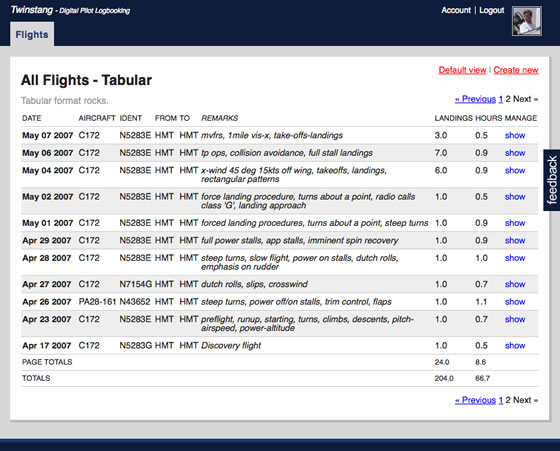 Twinstang - Digital Pilot Logbooking
Account | Logout
Flights
All Flights - Tabular
Default view | Create new
Tabular format rocks.
« Previous 1 2 Next »
DATE AIRCRAFT IDENT FROM TO REMARKS LANDINGS HOURS MANAGE
May 07 2007 C172 N5283E HMT HMT mvfrs, 1mile vis-x, take-offs-landings 3.0 0.5 show
May 06 2007 C172 N5283E HMT HMT tp ops, collision avoidance, full stall landings 7.0 0.9 show
May 04 2007 C172 N5283E HMT HMT x-wind 45 deg 15kts off wing, takeoffs, landings,
rectangular patterns 6.0 0.9 show
May 02 2007 C172 N5283E HMT HMT force landing procedure, turns about a point, radio calls
class 'G', landing approach 1.0 0.5 show
May 01 2007 C172 N5283E HMT HMT forced landing procedures, turns about a point, steep turns 1.0 0.9 show
Apr 29 2007 C172 N5283E HMT HMT full power stalls, app stalls, imminent spin recovery 1.0 0.9 show
Apr 28 2007 C172 N5283E HMT HMT steep turns, slow flight, power on stalls, dutch rolls,
emphasis on rudder 1.0 1.0 show
Apr 27 2007 C172 N7154G HMT HMT dutch rolls, slips, crosswind 1.0 0.7 show
Apr 26 2007 PA28-161 N43652 HMT HMT steep turns, power off/on stalls, trim control, flaps 1.0 1.1 show
Apr 23 2007 C172 N5283E HMT HMT preflight, runup, starting, turns, climbs, descents, pitch-
airspeed, power-altitude 1.0 0.7 show
Apr 17 2007 C172 N5283G HMT HMT Discovery flight 1.0 0.5 show
PAGE TOTALS 24.0 8.6
TOTALS 204.0 66.7
« Previous 1 2 Next »
feedback